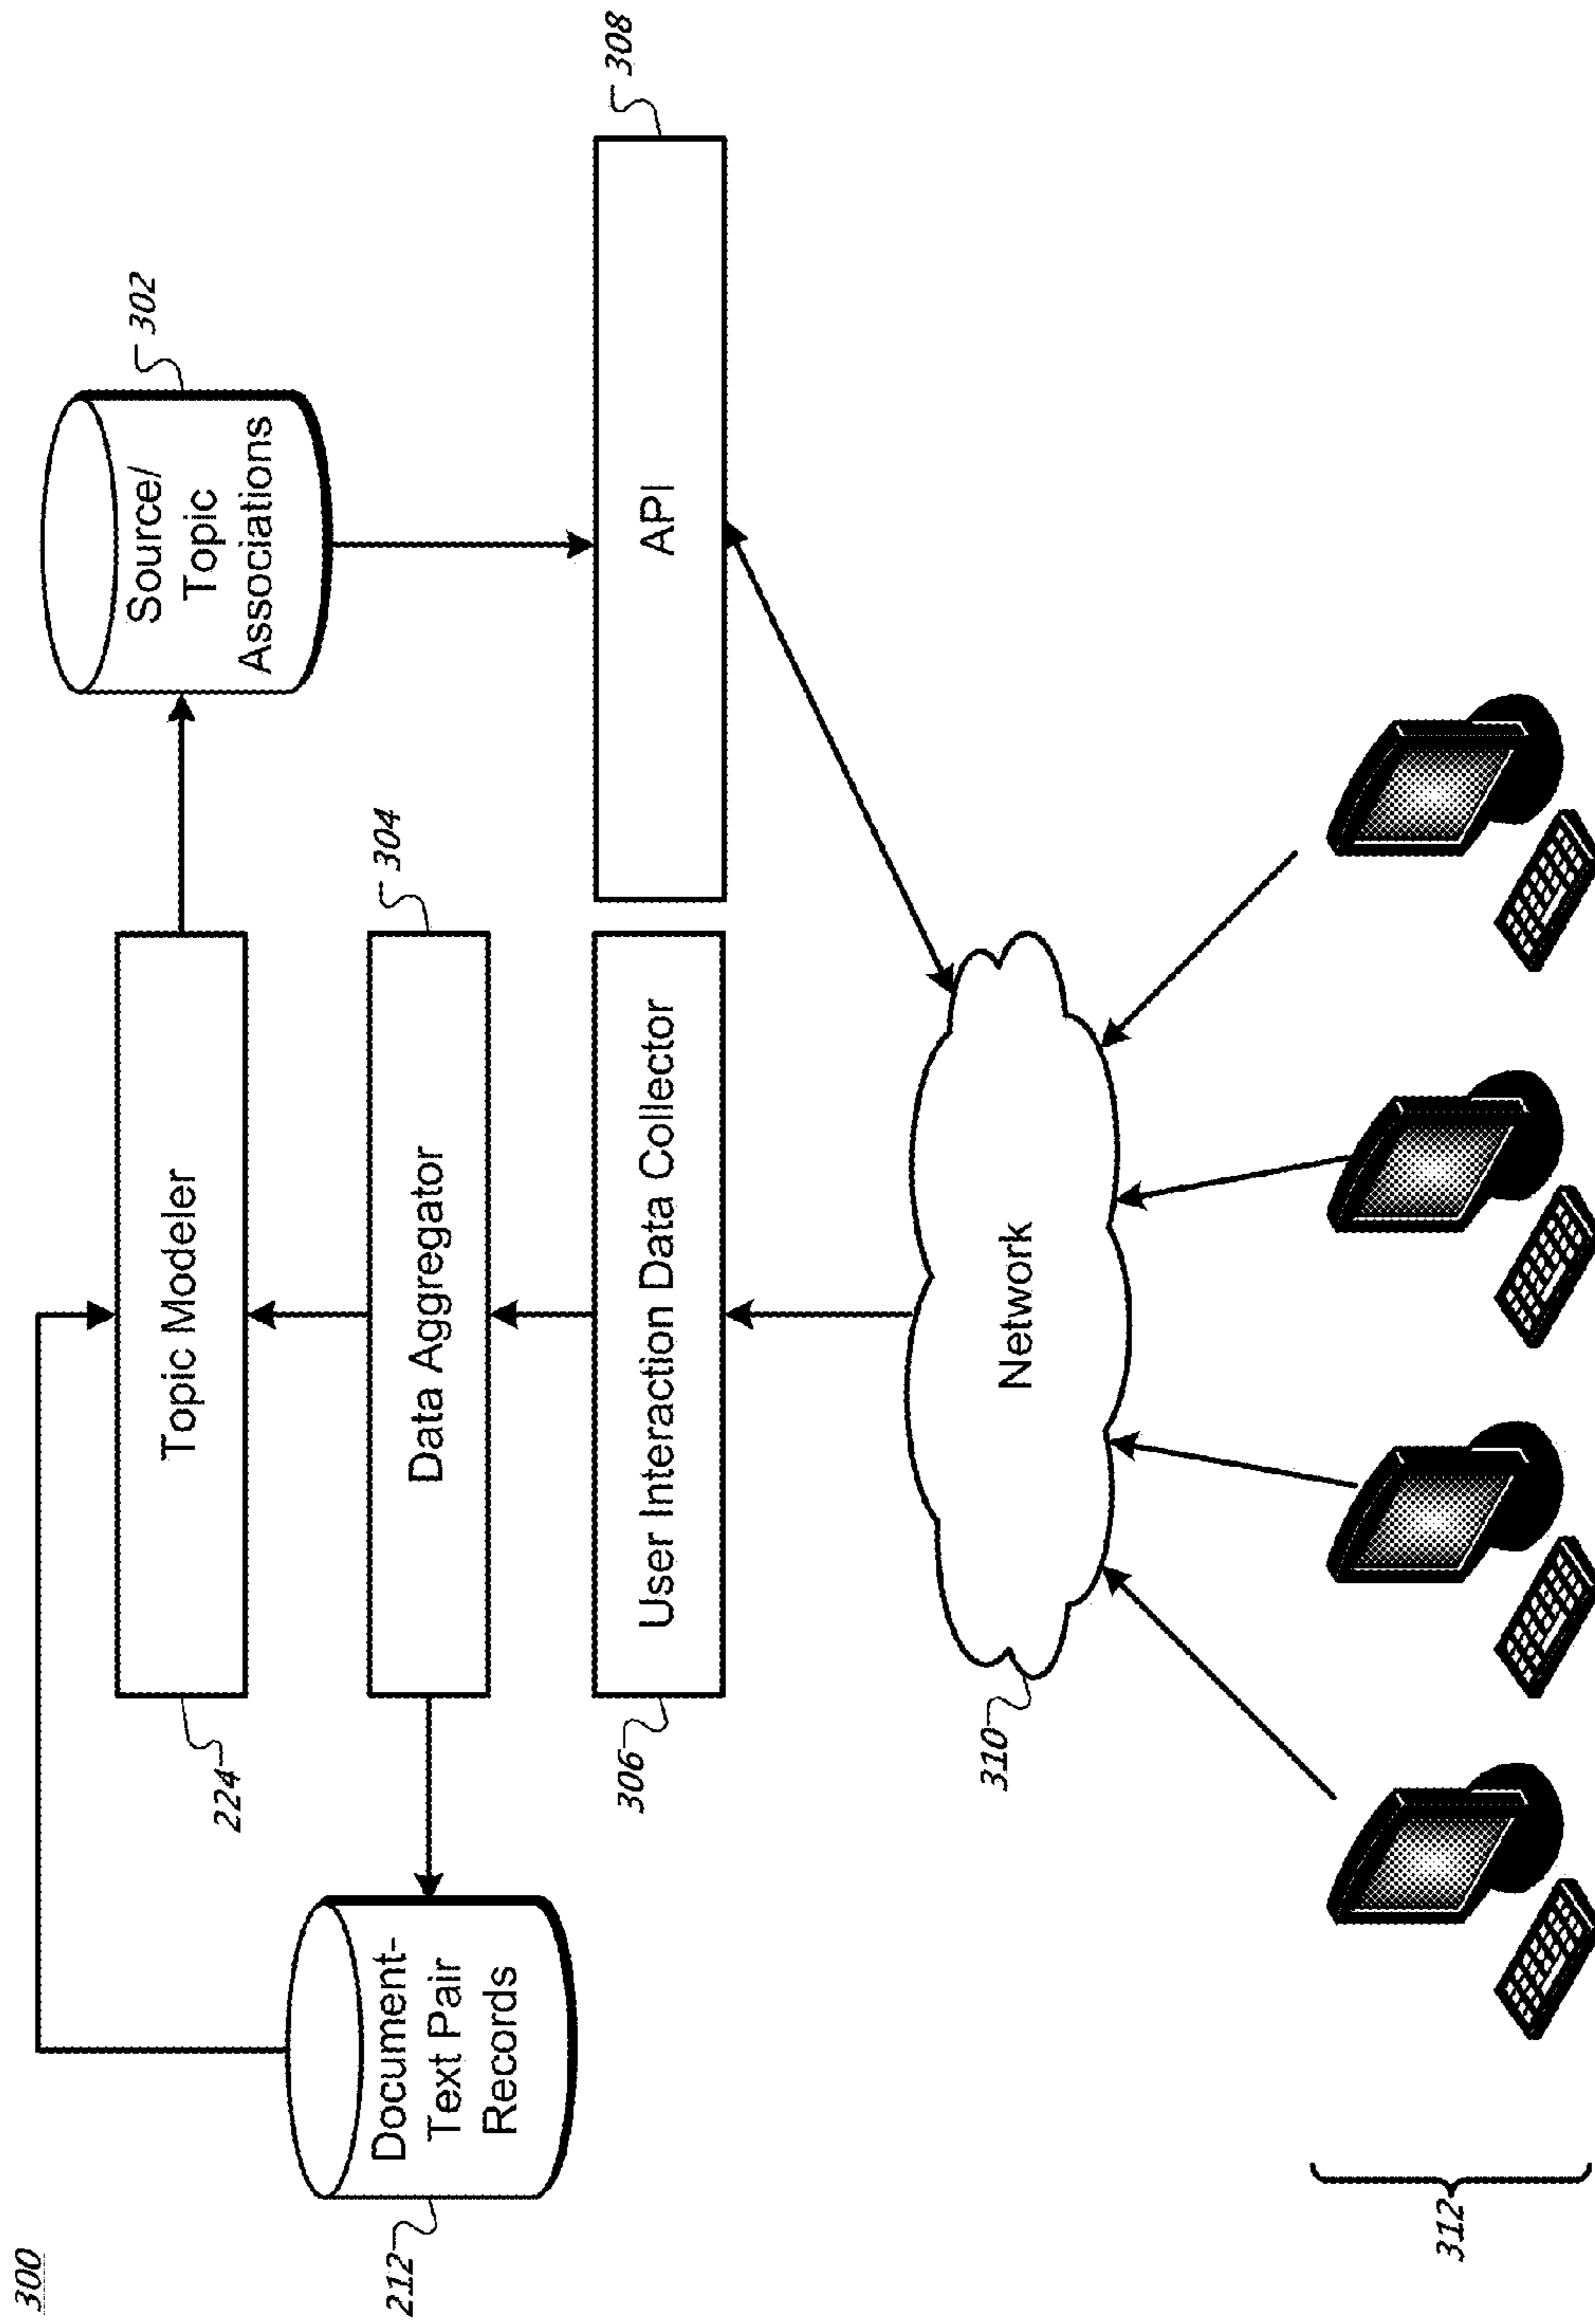 300
302
Source/
Topic
Associations
Topic Modeler
224
Document-
Text Pair
Records
212
304
Data Aggregator
308
API
User Interaction Data Collector
306
Network
310
312